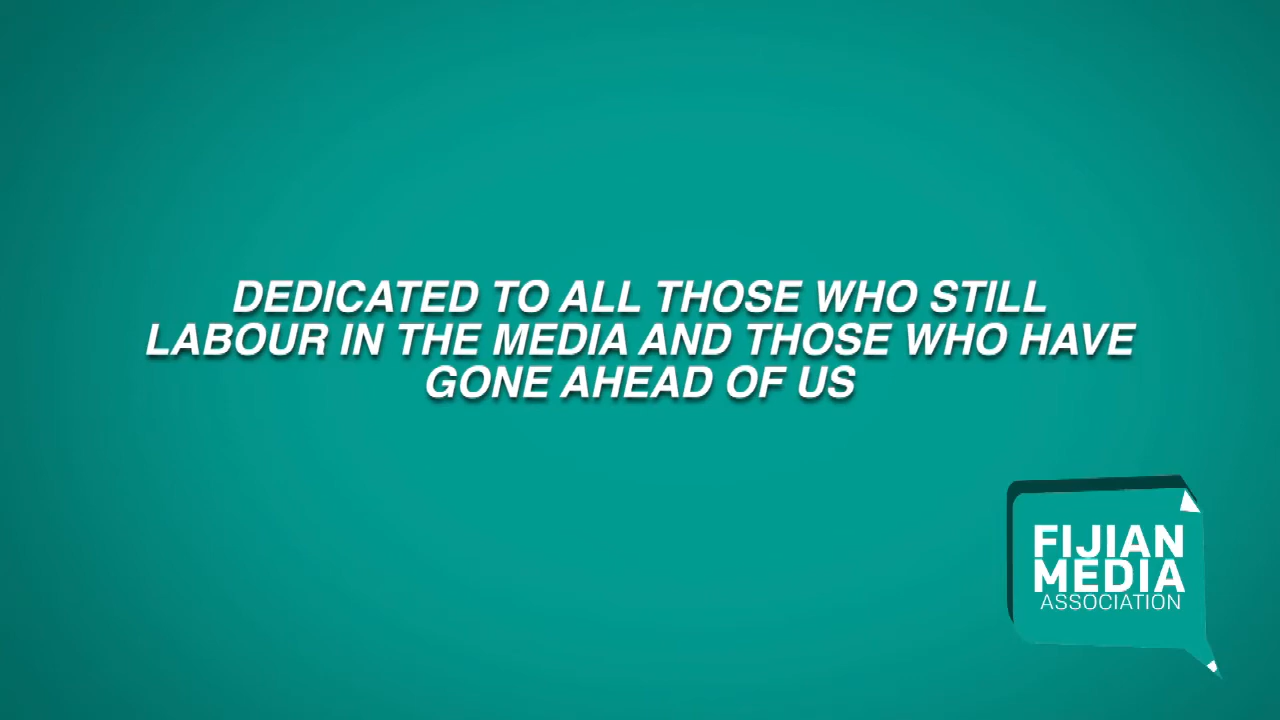 DEDICATED TO ALL THOSE WHO STILL
LABOUR IN THE MEDIA AND THOSE WHO HAVE
GONE AHEAD OF US
FIJIAN
MEDIA
ASSOCIATION